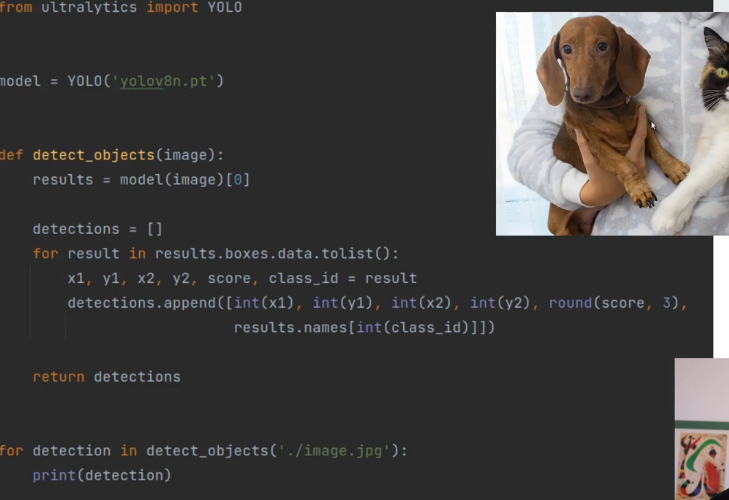 from ultralytics import YOLO
model = YOLO('yolov8n.pt')
def detect_objects(image):
results = model(image)[0]
detections = []
for result in results.boxes.data.tolist():
x1, y1, x2, y2, score, class_id = result
detections.append([int(x1), int(y1), int(x2), int(y2), round(score, 3),
results.names[int(class_id)]])
return detections
for detection in detect_objects('./image.jpg'):
print(detection)